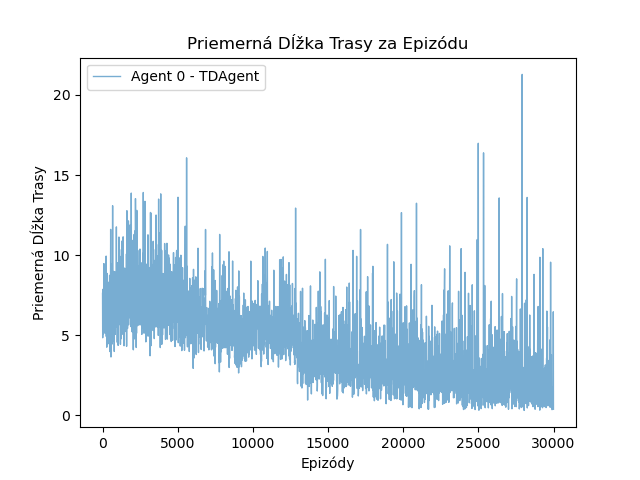 Priemerná Dĺžka Trasy za Epizódu
Agent 0 - TDAgent
Priemerná Dĺžka Trasy
20
15
10
5
0
0 5000 10000 15000 20000 25000 30000
Epizódy